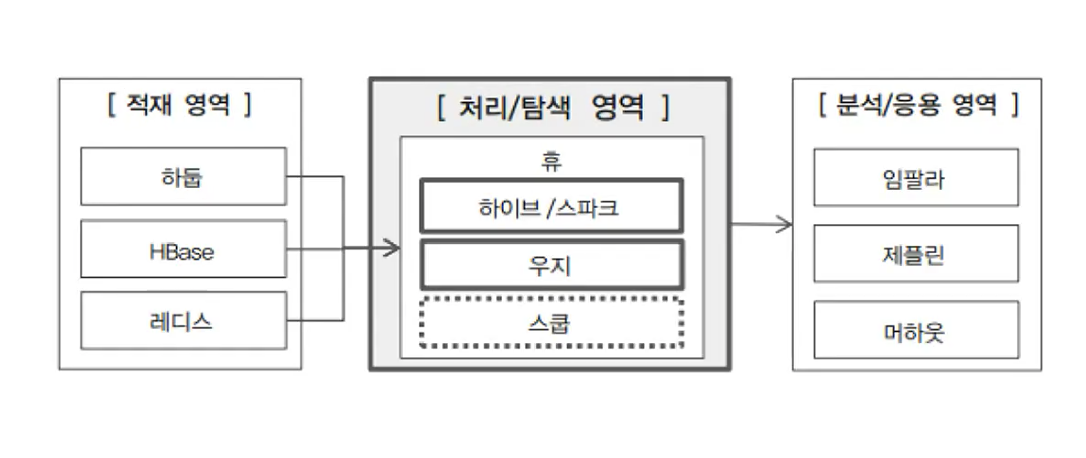 [ 적재 영역 ]
하둡
HBase
레디스
[ 처리/탐색 영역 ]
휴
하이브 /스파크
우지
스쿱
[ 분석/응용 영역 ]
임팔라
제플린
머하웃